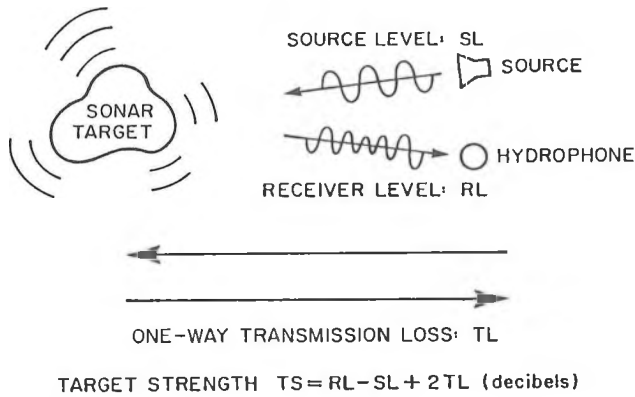 SOURCE LEVEL: SL
SOURCE
SONAR
TARGET
HYDROPHONE
RECEIVER LEVEL: RL
ONE-WAY TRANSMISSION LOSS: TL
TARGET STRENGTH TS = RL-SL + 2TL (decibels)